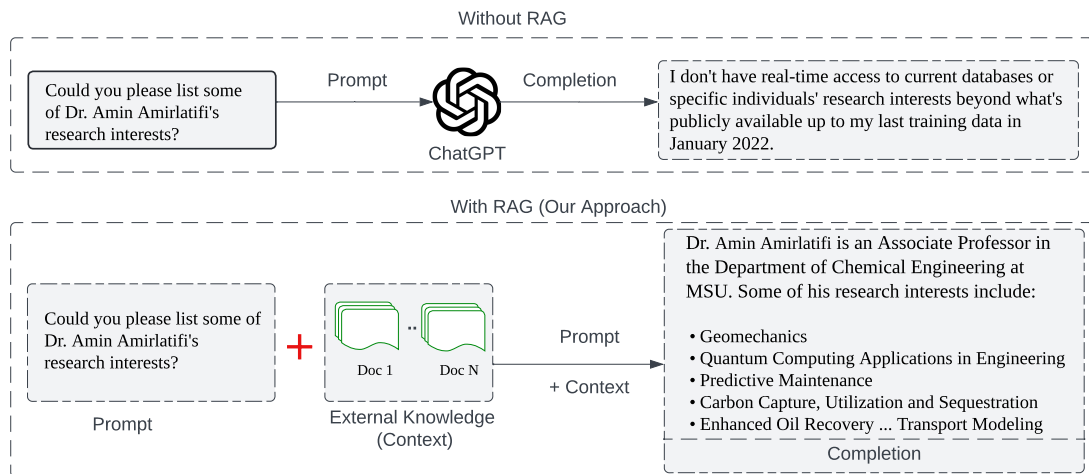 Without RAG
Could you please list some
of Dr. Amin Amirlatifi's
research interests?
Prompt
ChatGPT
Completion
I don't have real-time access to current databases or
specific individuals' research interests beyond what's
publicly available up to my last training data in
January 2022.
With RAG (Our Approach)
Could you please list some of
Dr. Amin Amirlatifi's
research interests?
Prompt
+
..
Doc 1
Doc N
External Knowledge
(Context)
Prompt
+ Context
Dr. Amin Amirlatifi is an Associate Professor in
the Department of Chemical Engineering at
MSU. Some of his research interests include:
• Geomechanics
• Quantum Computing Applications in Engineering
• Predictive Maintenance
• Carbon Capture, Utilization and Sequestration
• Enhanced Oil Recovery ... Transport Modeling
Completion